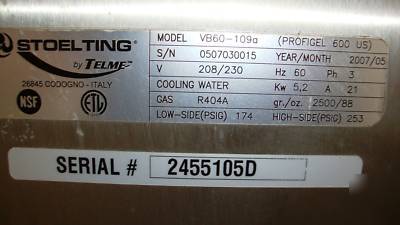 STOELTING
by TELME
26845 CODOGNO - ITALY
NSF
ETL
MODEL VB60-109a (PROFIGEL 600 US)
S/N 0507030015 YEAR/MONTH 2007/05
V 208/230 Hz 60 Ph 3
COOLING WATER Kw 5,2 A 21
GAS R404A gr./oz. 2500/88
LOW-SIDE(PSIG) 174 HIGH-SIDE(PSIG) 253
SERIAL # 2455105D